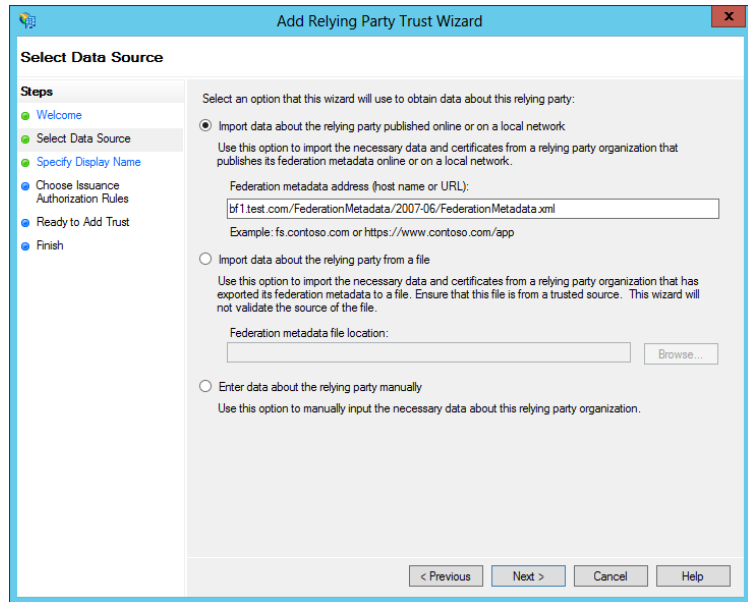 Add Relying Party Trust Wizard
x
Select Data Source
Steps
Welcome
Select Data Source
Specify Display Name
Choose Issuance
Authorization Rules
Ready to Add Trust
Finish
Select an option that this wizard will use to obtain data about this relying party:
Import data about the relying party published online or on a local network
Use this option to import the necessary data and certificates from a relying party organization that
publishes its federation metadata online or on a local network.
Federation metadata address (host name or URL):
bf1.test.com/FederationMetadata/2007-06/FederationMetadata.xml
Example: fs.contoso.com or https://www.contoso.com/app
Import data about the relying party from a file
Use this option to import the necessary data and certificates from a relying party organization that has
exported its federation metadata to a file. Ensure that this file is from a trusted source. This wizard will
not validate the source of the file.
Federation metadata file location:
Browse...
Enter data about the relying party manually
Use this option to manually input the necessary data about this relying party organization.
< Previous
Next >
Cancel
Help